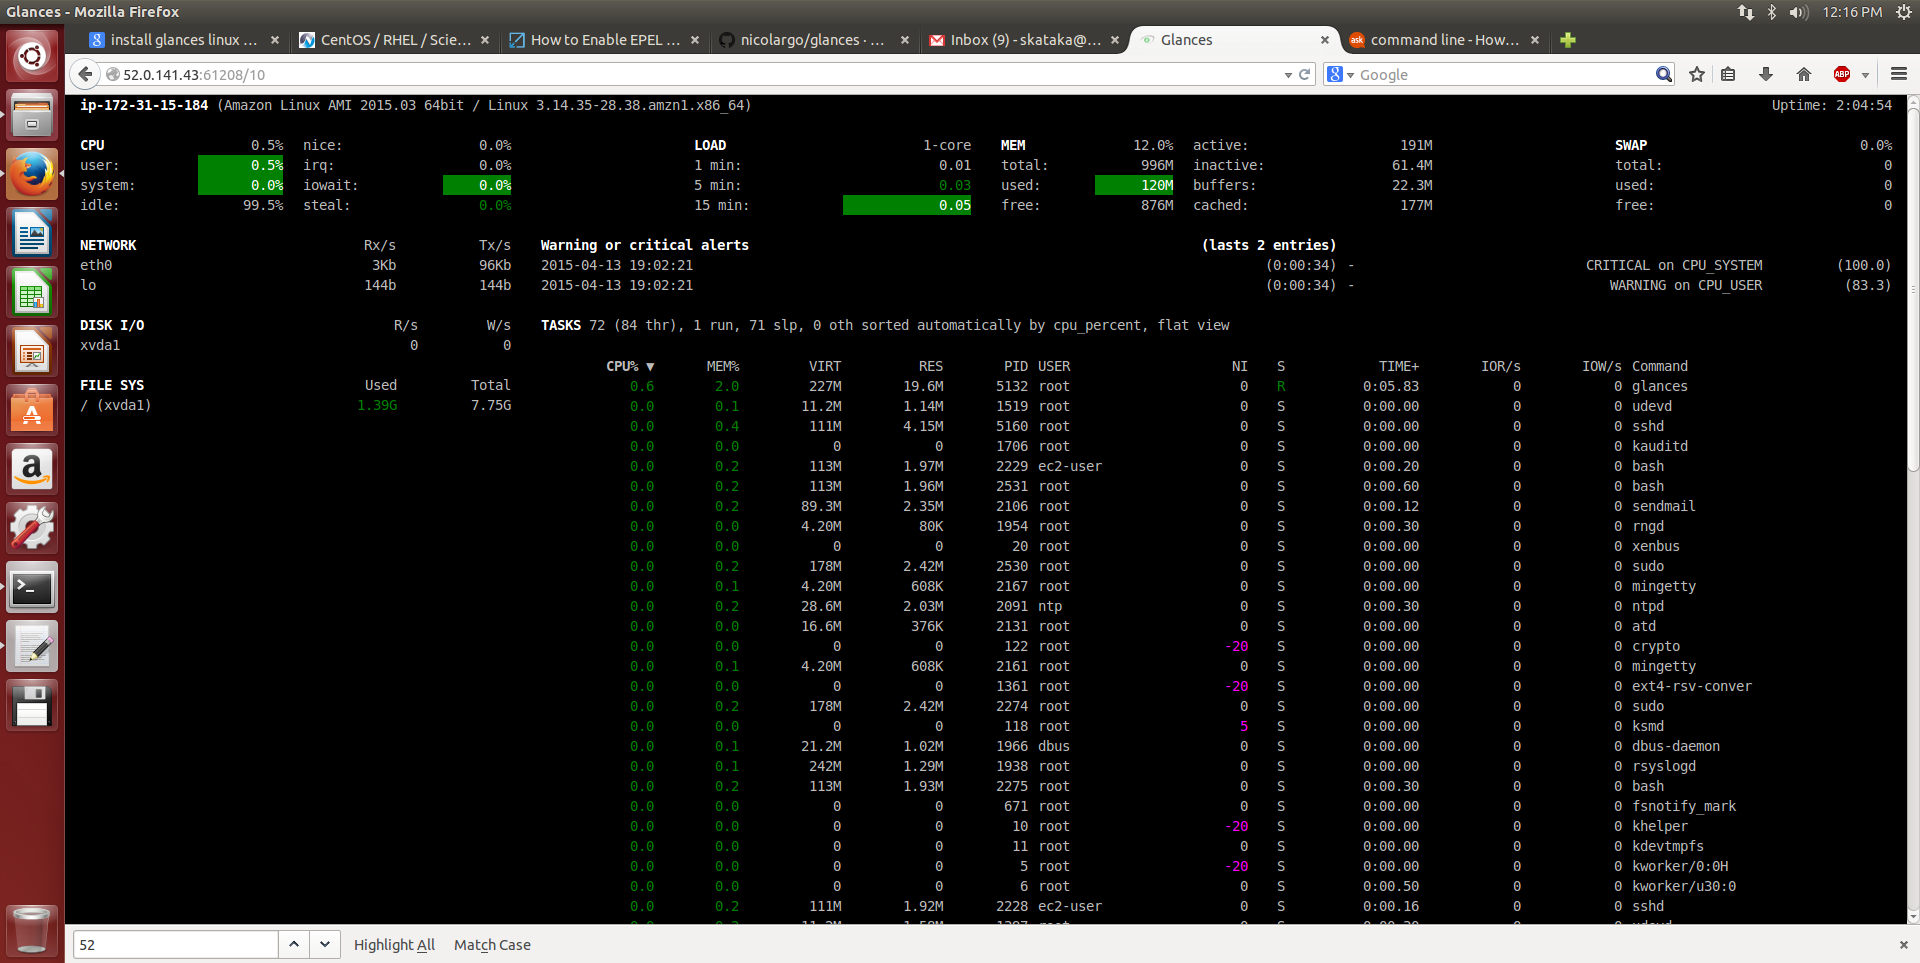 Glances - Mozilla Firefox
12:16 PM
install glances linux ...
CentOS / RHEL / Scie...
How to Enable EPEL ...
nicolargo/glances · ...
Inbox (9) - skataka@...
Glances
command line - How...
52.0.141.43:61208/10
Google
ABP
ip-172-31-15-184 (Amazon Linux AMI 2015.03 64bit / Linux 3.14.35-28.38.amzn1.x86_64) Uptime: 2:04:54
CPU 0.5% nice: 0.0% LOAD 1-core MEM 12.0% active: 191M SWAP 0.0%
user: 0.5% irq: 0.0% 1 min: 0.01 total: 996M inactive: 61.4M total: 0
system: 0.0% iowait: 0.0% 5 min: 0.03 used: 120M buffers: 22.3M used: 0
idle: 99.5% steal: 0.0% 15 min: 0.05 free: 876M cached: 177M free: 0
NETWORK Rx/s Tx/s Warning or critical alerts (lasts 2 entries)
eth0 3Kb 96Kb 2015-04-13 19:02:21 (0:00:34) - CRITICAL on CPU_SYSTEM (100.0)
lo 144b 144b 2015-04-13 19:02:21 (0:00:34) - WARNING on CPU_USER (83.3)
DISK I/O R/s W/s TASKS 72 (84 thr), 1 run, 71 slp, 0 oth sorted automatically by cpu_percent, flat view
xvda1 0 0
CPU% ▼ MEM% VIRT RES PID USER NI S TIME+ IOR/s IOW/s Command
FILE SYS Used Total 0.6 2.0 227M 19.6M 5132 root 0 R 0:05.83 0 0 glances
/ (xvda1) 1.39G 7.75G 0.0 0.1 11.2M 1.14M 1519 root 0 S 0:00.00 0 0 udevd
0.0 0.4 111M 4.15M 5160 root 0 S 0:00.00 0 0 sshd
0.0 0.0 0 0 1706 root 0 S 0:00.00 0 0 kauditd
0.0 0.2 113M 1.97M 2229 ec2-user 0 S 0:00.20 0 0 bash
0.0 0.2 113M 1.96M 2531 root 0 S 0:00.60 0 0 bash
0.0 0.2 89.3M 2.35M 2106 root 0 S 0:00.12 0 0 sendmail
0.0 0.0 4.20M 80K 1954 root 0 S 0:00.30 0 0 rngd
0.0 0.0 0 0 20 root 0 S 0:00.00 0 0 xenbus
0.0 0.2 178M 2.42M 2530 root 0 S 0:00.00 0 0 sudo
0.0 0.1 4.20M 608K 2167 root 0 S 0:00.00 0 0 mingetty
0.0 0.2 28.6M 2.03M 2091 ntp 0 S 0:00.30 0 0 ntpd
0.0 0.0 16.6M 376K 2131 root 0 S 0:00.00 0 0 atd
0.0 0.0 0 0 122 root -20 S 0:00.00 0 0 crypto
0.0 0.1 4.20M 608K 2161 root 0 S 0:00.00 0 0 mingetty
0.0 0.0 0 0 1361 root -20 S 0:00.00 0 0 ext4-rsv-conver
0.0 0.2 178M 2.42M 2274 root 0 S 0:00.00 0 0 sudo
0.0 0.0 0 0 118 root 5 S 0:00.00 0 0 ksmd
0.0 0.1 21.2M 1.02M 1966 dbus 0 S 0:00.00 0 0 dbus-daemon
0.0 0.1 242M 1.29M 1938 root 0 S 0:00.00 0 0 rsyslogd
0.0 0.2 113M 1.93M 2275 root 0 S 0:00.30 0 0 bash
0.0 0.0 0 0 671 root 0 S 0:00.00 0 0 fsnotify_mark
0.0 0.0 0 0 10 root -20 S 0:00.00 0 0 khelper
0.0 0.0 0 0 11 root 0 S 0:00.00 0 0 kdevtmpfs
0.0 0.0 0 0 5 root -20 S 0:00.00 0 0 kworker/0:0H
0.0 0.0 0 0 6 root 0 S 0:00.50 0 0 kworker/u30:0
0.0 0.2 111M 1.92M 2228 ec2-user 0 S 0:00.16 0 0 sshd
52 Highlight All Match Case